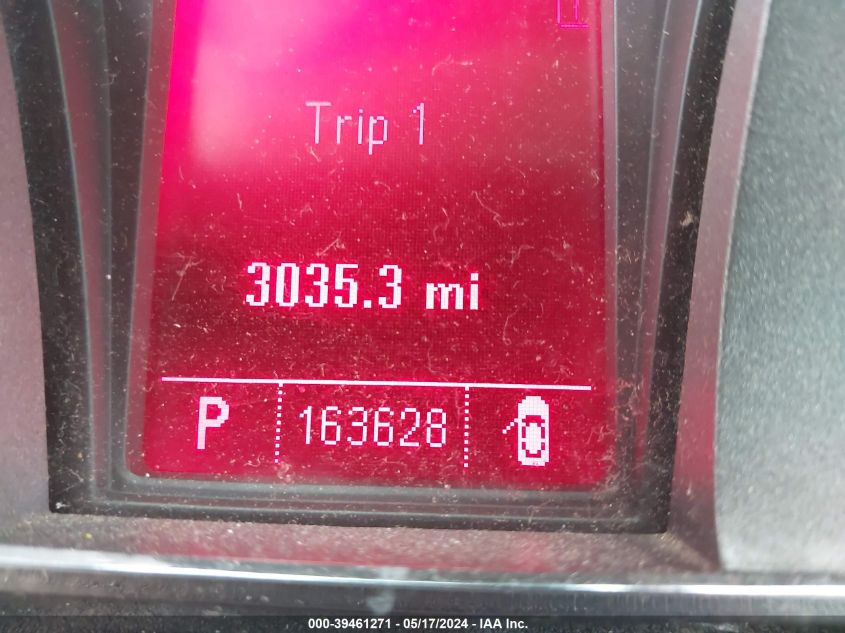 Trip 1
3035.3 mi
P 163628
000-39461271 - 05/17/2024 - IAA Inc.